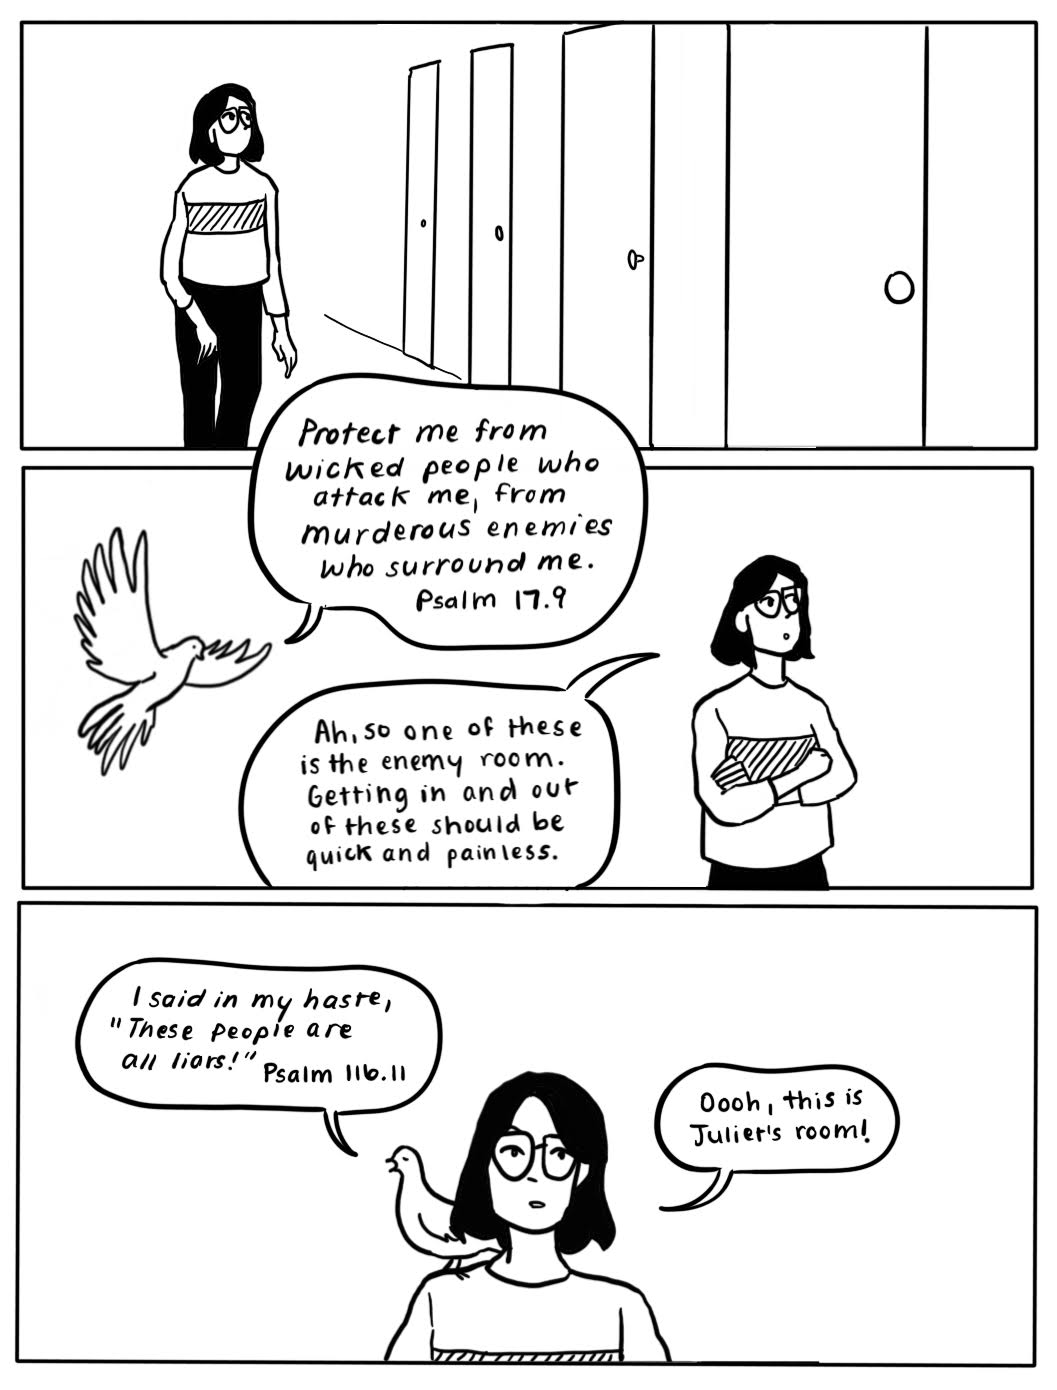 Protect me from
wicked people who
attack me, from
murderous enemies
who surround me.
Psalm 17.9
Ah, so one of these
is the enemy room.
Getting in and out
of these should be
quick and painless.
I said in my haste,
"These people are
all liars!" Psalm 116.11
Oooh, this is
Juliet's room!